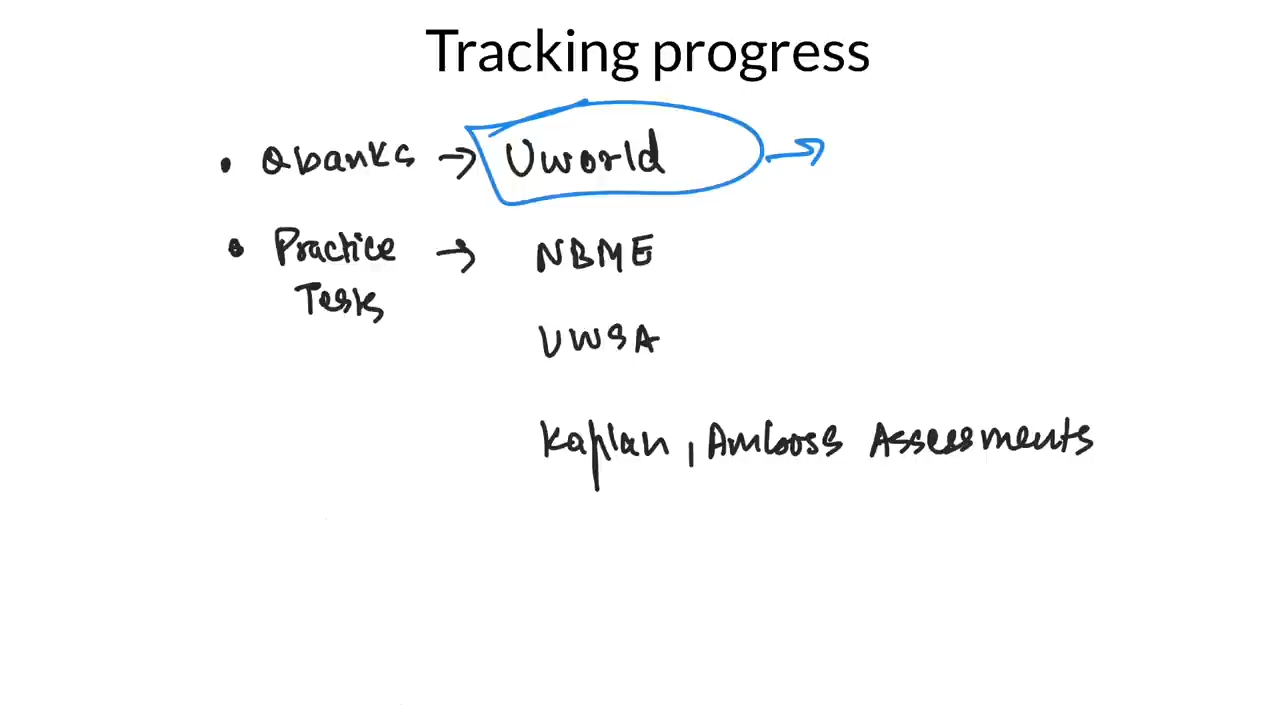 Tracking progress
• Qbanks → Uworld →
• Practice → NBME
Tests
UWSA
Kaplan, Amboss Assessments